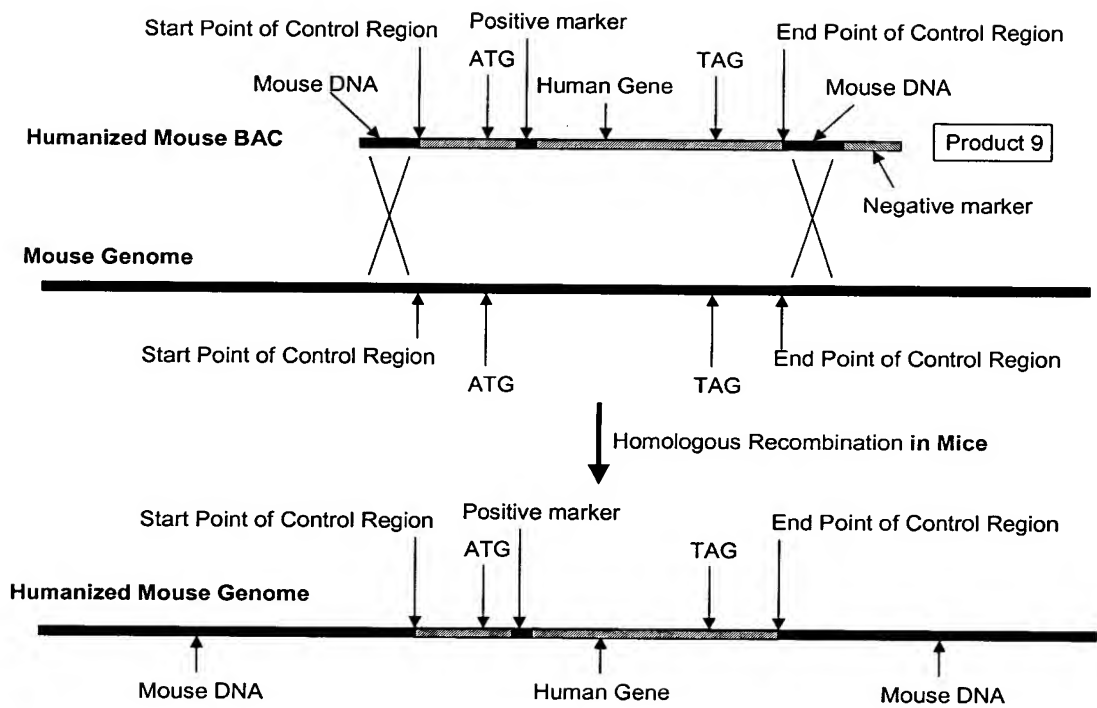 Start Point of Control Region
Positive marker
End Point of Control Region
ATG
TAG
Mouse DNA
Human Gene
Mouse DNA
Humanized Mouse BAC
Product 9
Negative marker
Mouse Genome
Start Point of Control Region
End Point of Control Region
ATG
TAG
Homologous Recombination in Mice
Start Point of Control Region
Positive marker
End Point of Control Region
ATG
TAG
Humanized Mouse Genome
Mouse DNA
Human Gene
Mouse DNA